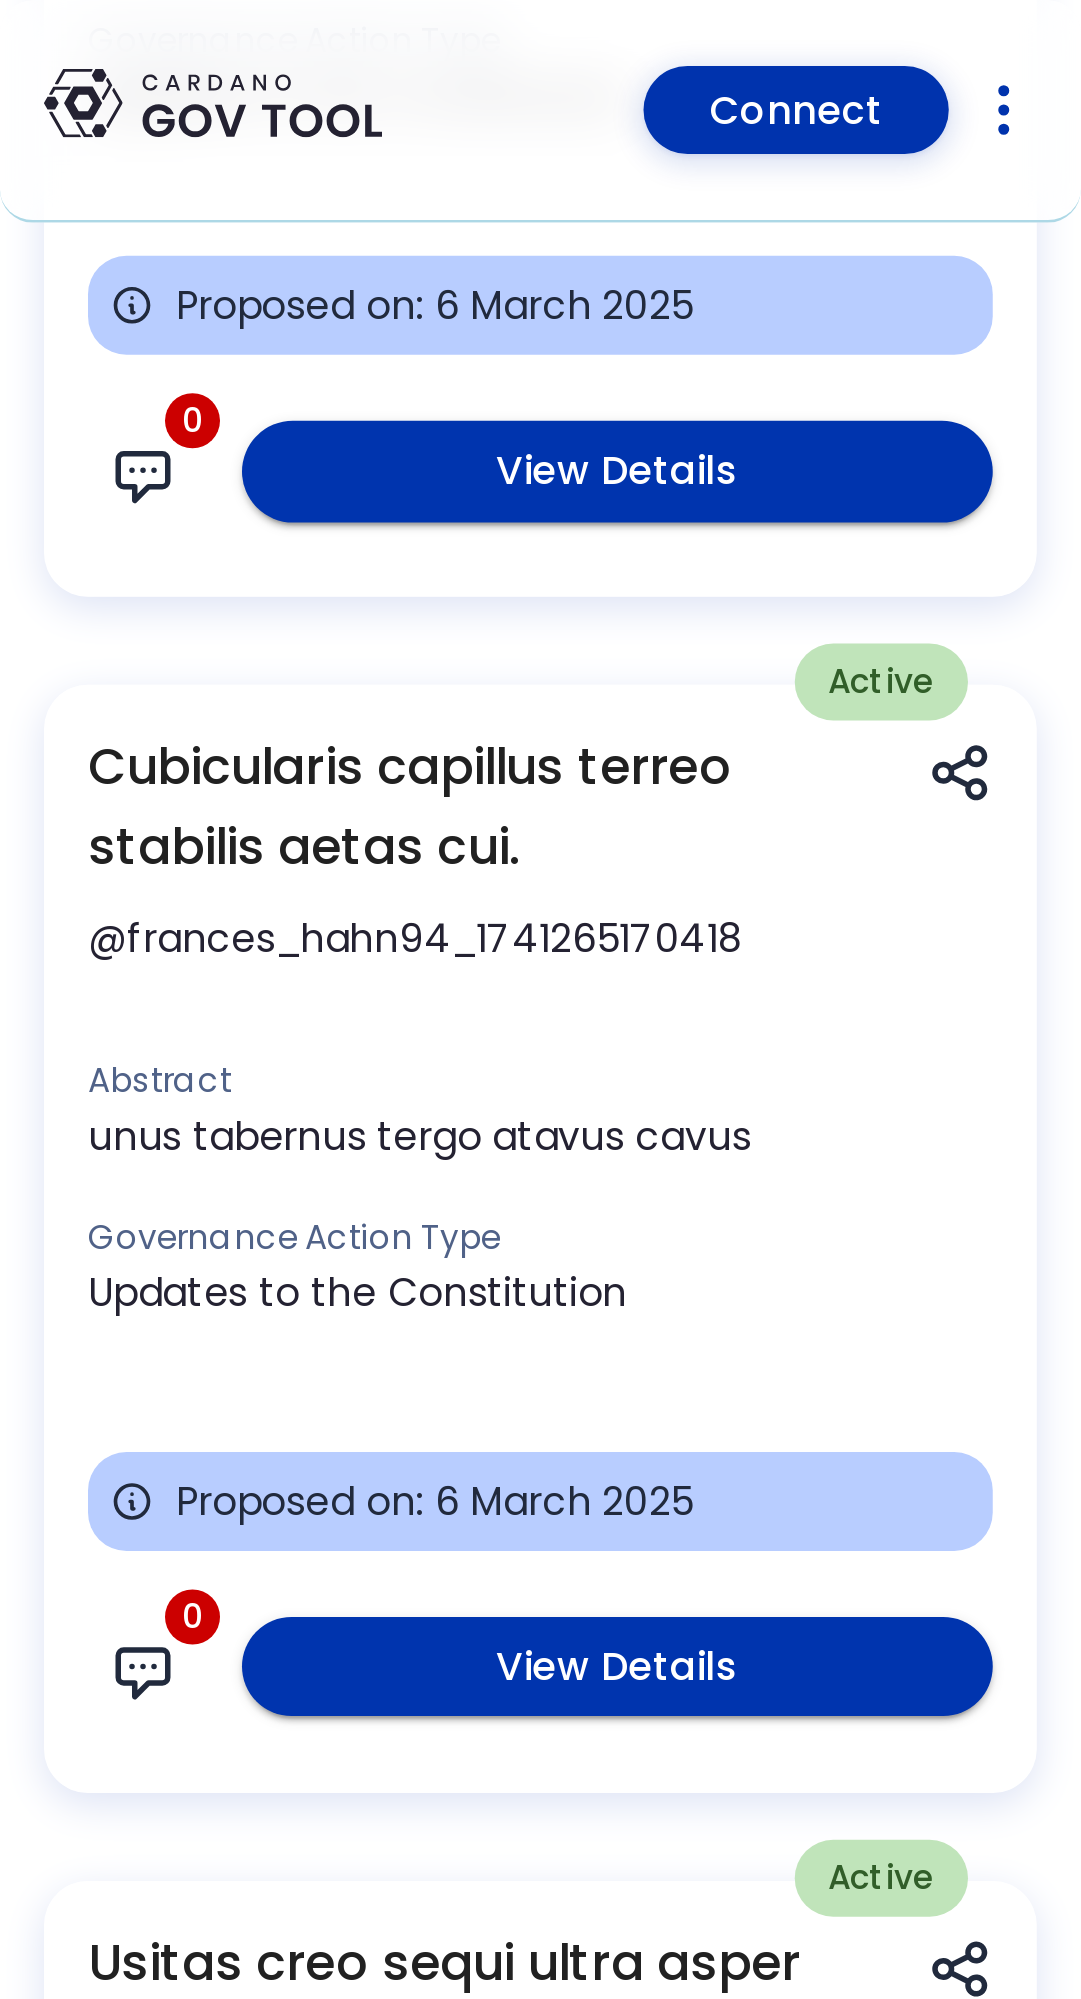 Governance Action Type
CARDANO
GOV TOOL
Connect
Proposed on: 6 March 2025
0
View Details
Active
Cubicularis capillus terreo
stabilis aetas cui.
@frances_hahn94_1741265170418
Abstract
unus tabernus tergo atavus cavus
Governance Action Type
Updates to the Constitution
Proposed on: 6 March 2025
0
View Details
Active
Usitas creo sequi ultra asper